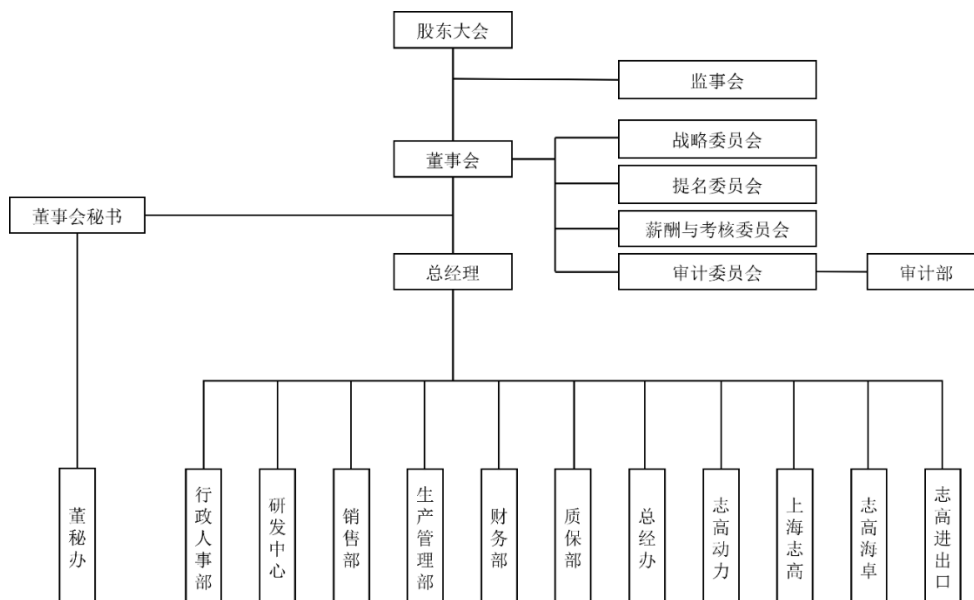 股东大会
监事会
董事会
战略委员会
提名委员会
薪酬与考核委员会
审计委员会
审计部
董事会秘书
总经理
董秘办
行政人事部
研发中心
销售部
生产管理部
财务部
质保部
总经办
志高动力
上海志高
志高海卓
志高进出口